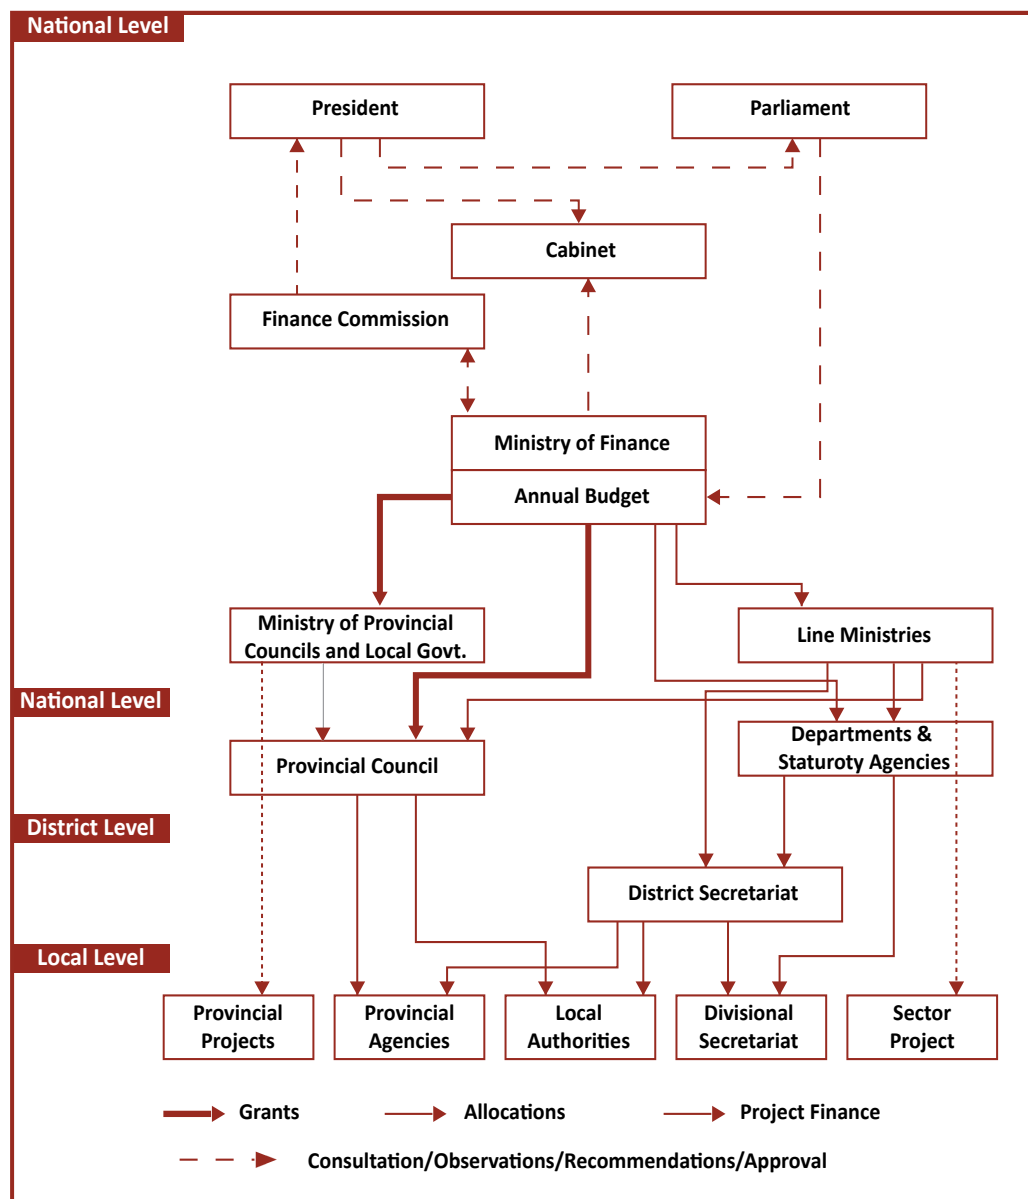 National Level
President
Parliament
Cabinet
Finance Commission
Ministry of Finance
Annual Budget
Ministry of Provincial
Councils and Local Govt.
Line Ministries
National Level
Departments &
Staturoty Agencies
Provincial Council
District Level
District Secretariat
Local Level
Provincial
Projects
Provincial
Agencies
Local
Authorities
Divisional
Secretariat
Sector
Project
Grants
Allocations
Project Finance
Consultation/Observations/Recommendations/Approval